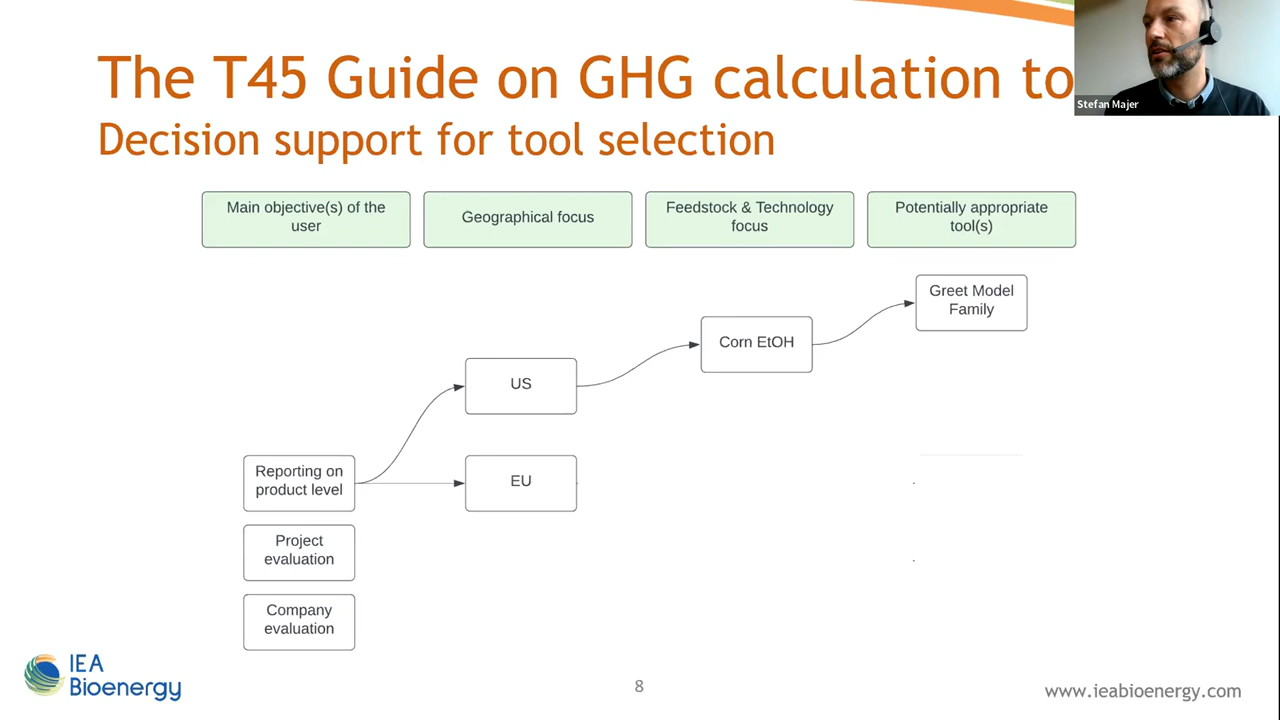 The T45 Guide on GHG calculation to
Stefan Majer
Decision support for tool selection
Main objective(s) of the
user
Geographical focus
Feedstock & Technology
focus
Potentially appropriate
tool(s)
Greet Model
Family
Corn EtOH
US
Reporting on
product level
EU
Project
evaluation
Company
evaluation
IEA
Bioenergy
8
www.ieabioenergy.com